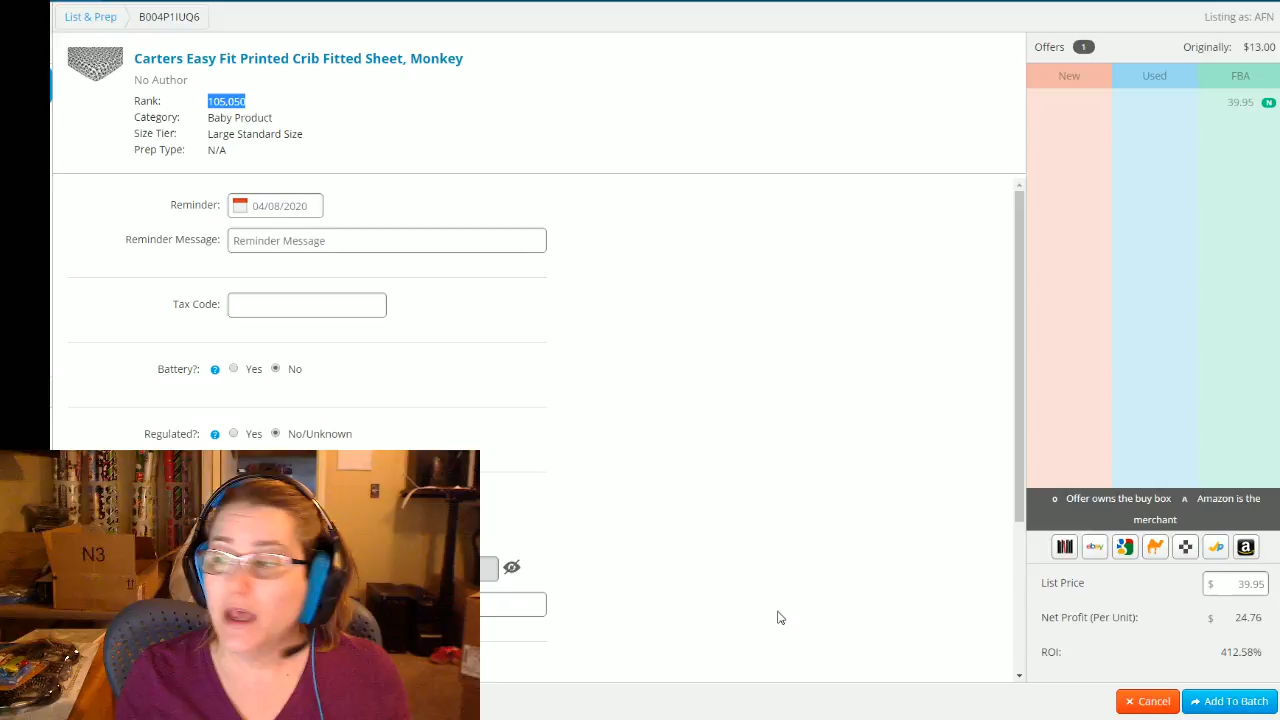 List & Prep
B004P1IUQ6
Listing as: AFN
Carters Easy Fit Printed Crib Fitted Sheet, Monkey
No Author
Rank: 105,050
Category: Baby Product
Size Tier: Large Standard Size
Prep Type: N/A
Offers 1 Originally: $13.00
New Used FBA
39.95 N
Reminder: 04/08/2020
Reminder Message: Reminder Message
Tax Code:
Battery?: ? Yes No
Regulated?: ? Yes No/Unknown
N3
O Offer owns the buy box A Amazon is the
merchant
ebay
a
List Price $ 39.95
Net Profit (Per Unit): $ 24.76
ROI: 412.58%
Cancel
Add To Batch